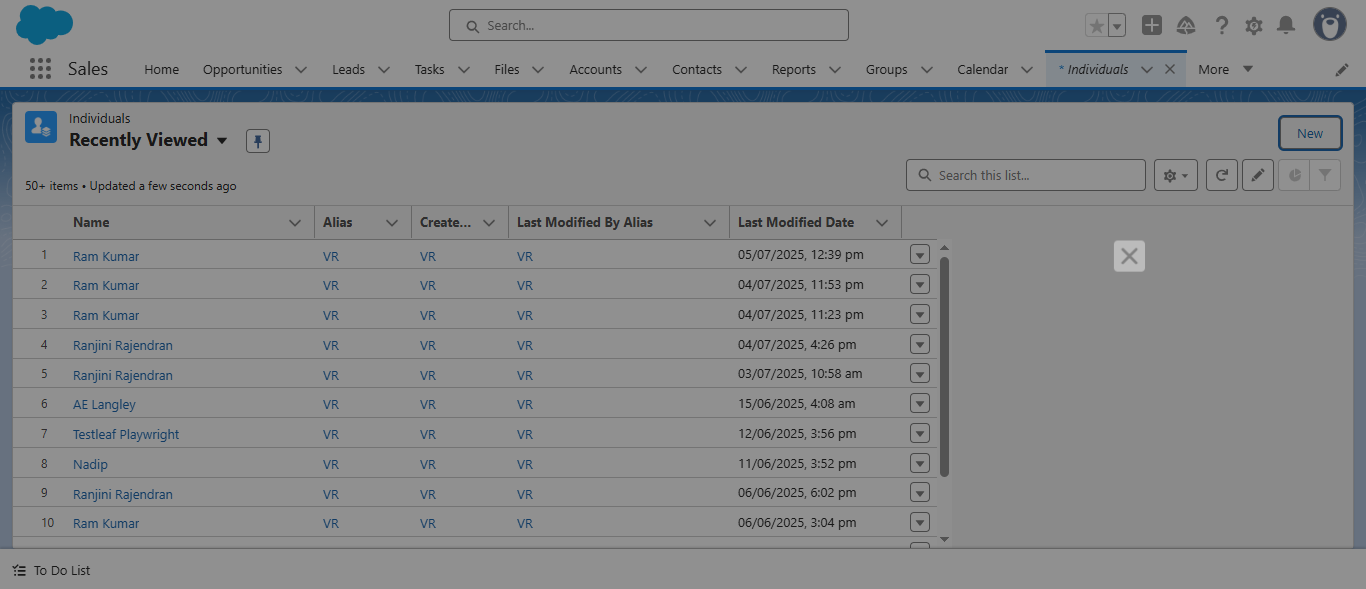 Search...
Sales Home Opportunities Leads Tasks Files Accounts Contacts Reports Groups Calendar * Individuals More
Individuals
Recently Viewed
New
50+ items • Updated a few seconds ago
Search this list...
Name Alias Create... Last Modified By Alias Last Modified Date
1 Ram Kumar VR VR VR 05/07/2025, 12:39 pm
2 Ram Kumar VR VR VR 04/07/2025, 11:53 pm
3 Ram Kumar VR VR VR 04/07/2025, 11:23 pm
4 Ranjini Rajendran VR VR VR 04/07/2025, 4:26 pm
5 Ranjini Rajendran VR VR VR 03/07/2025, 10:58 am
6 AE Langley VR VR VR 15/06/2025, 4:08 am
7 Testleaf Playwright VR VR VR 12/06/2025, 3:56 pm
8 Nadip VR VR VR 11/06/2025, 3:52 pm
9 Ranjini Rajendran VR VR VR 06/06/2025, 6:02 pm
10 Ram Kumar VR VR VR 06/06/2025, 3:04 pm
To Do List